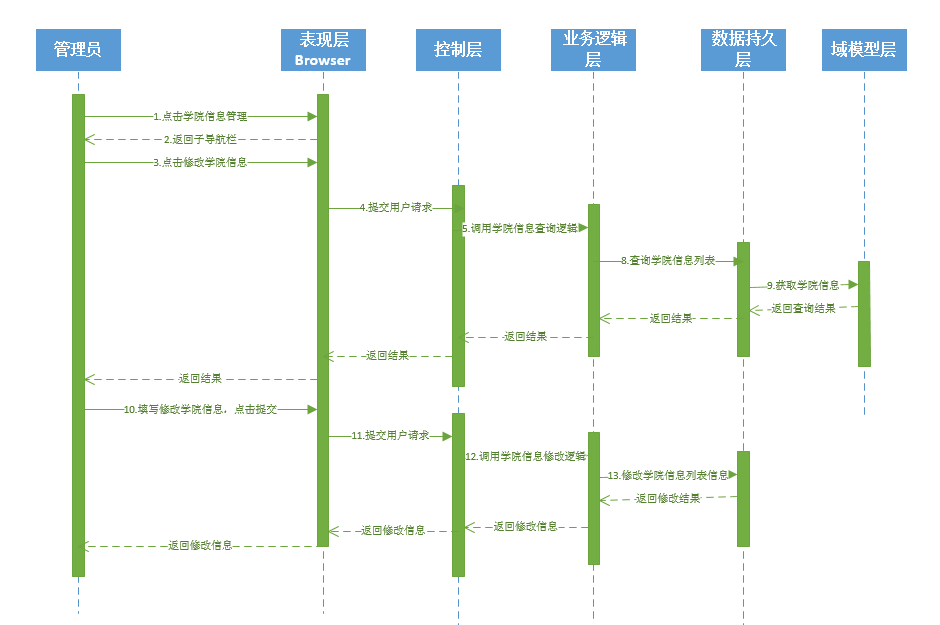 管理员
表现层
Browser
控制层
业务逻辑
层
数据持久
层
域模型层
1.点击学院信息管理
2.返回子导航栏
3.点击修改学院信息
4.提交用户请求
5.调用学院信息查询逻辑
8.查询学院信息列表
9.获取学院信息
返回查询结果
返回结果
返回结果
返回结果
返回结果
10.填写修改学院信息，点击提交
11.提交用户请求
12.调用学院信息修改逻辑
13.修改学院信息列表信息
返回修改结果
返回修改信息
返回修改信息
返回修改信息